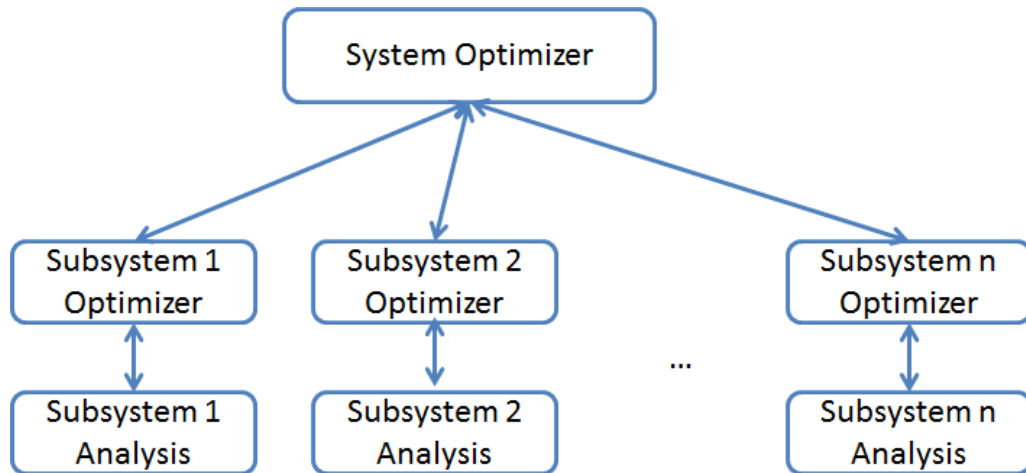 System Optimizer
Subsystem 1
Optimizer
Subsystem 2
Optimizer
Subsystem n
Optimizer
...
Subsystem 1
Analysis
Subsystem 2
Analysis
Subsystem n
Analysis